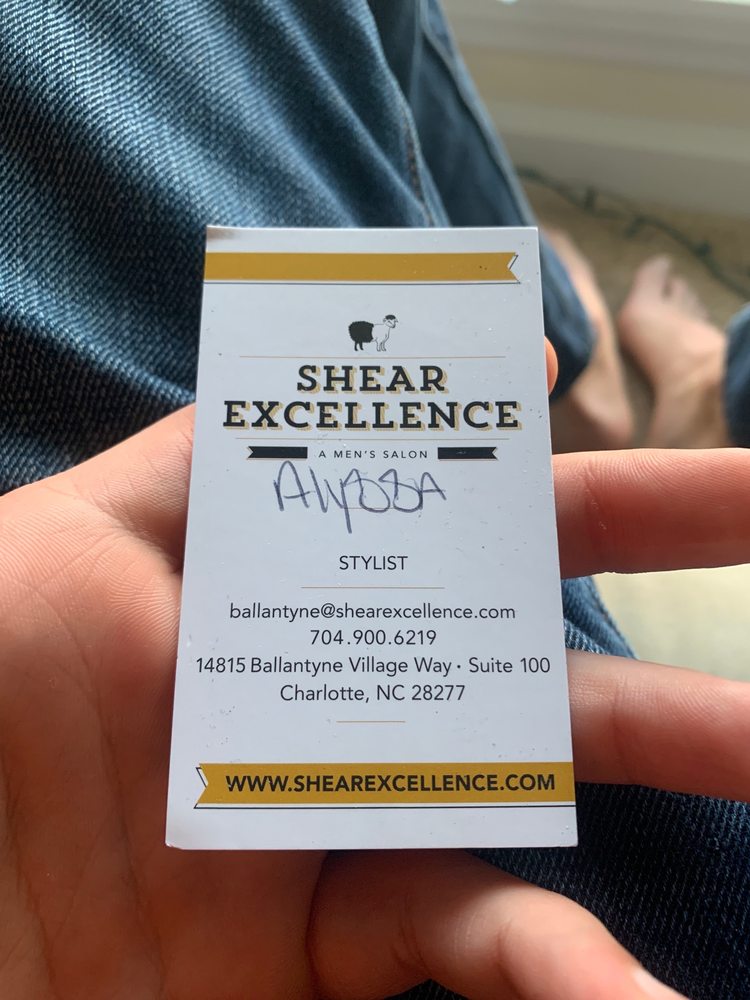 SHEAR
EXCELLENCE
A MEN'S SALON
Alyssa
STYLIST
ballantyne@shearexcellence.com
704.900.6219
14815 Ballantyne Village Way · Suite 100
Charlotte, NC 28277
WWW.SHEAREXCELLENCE.COM